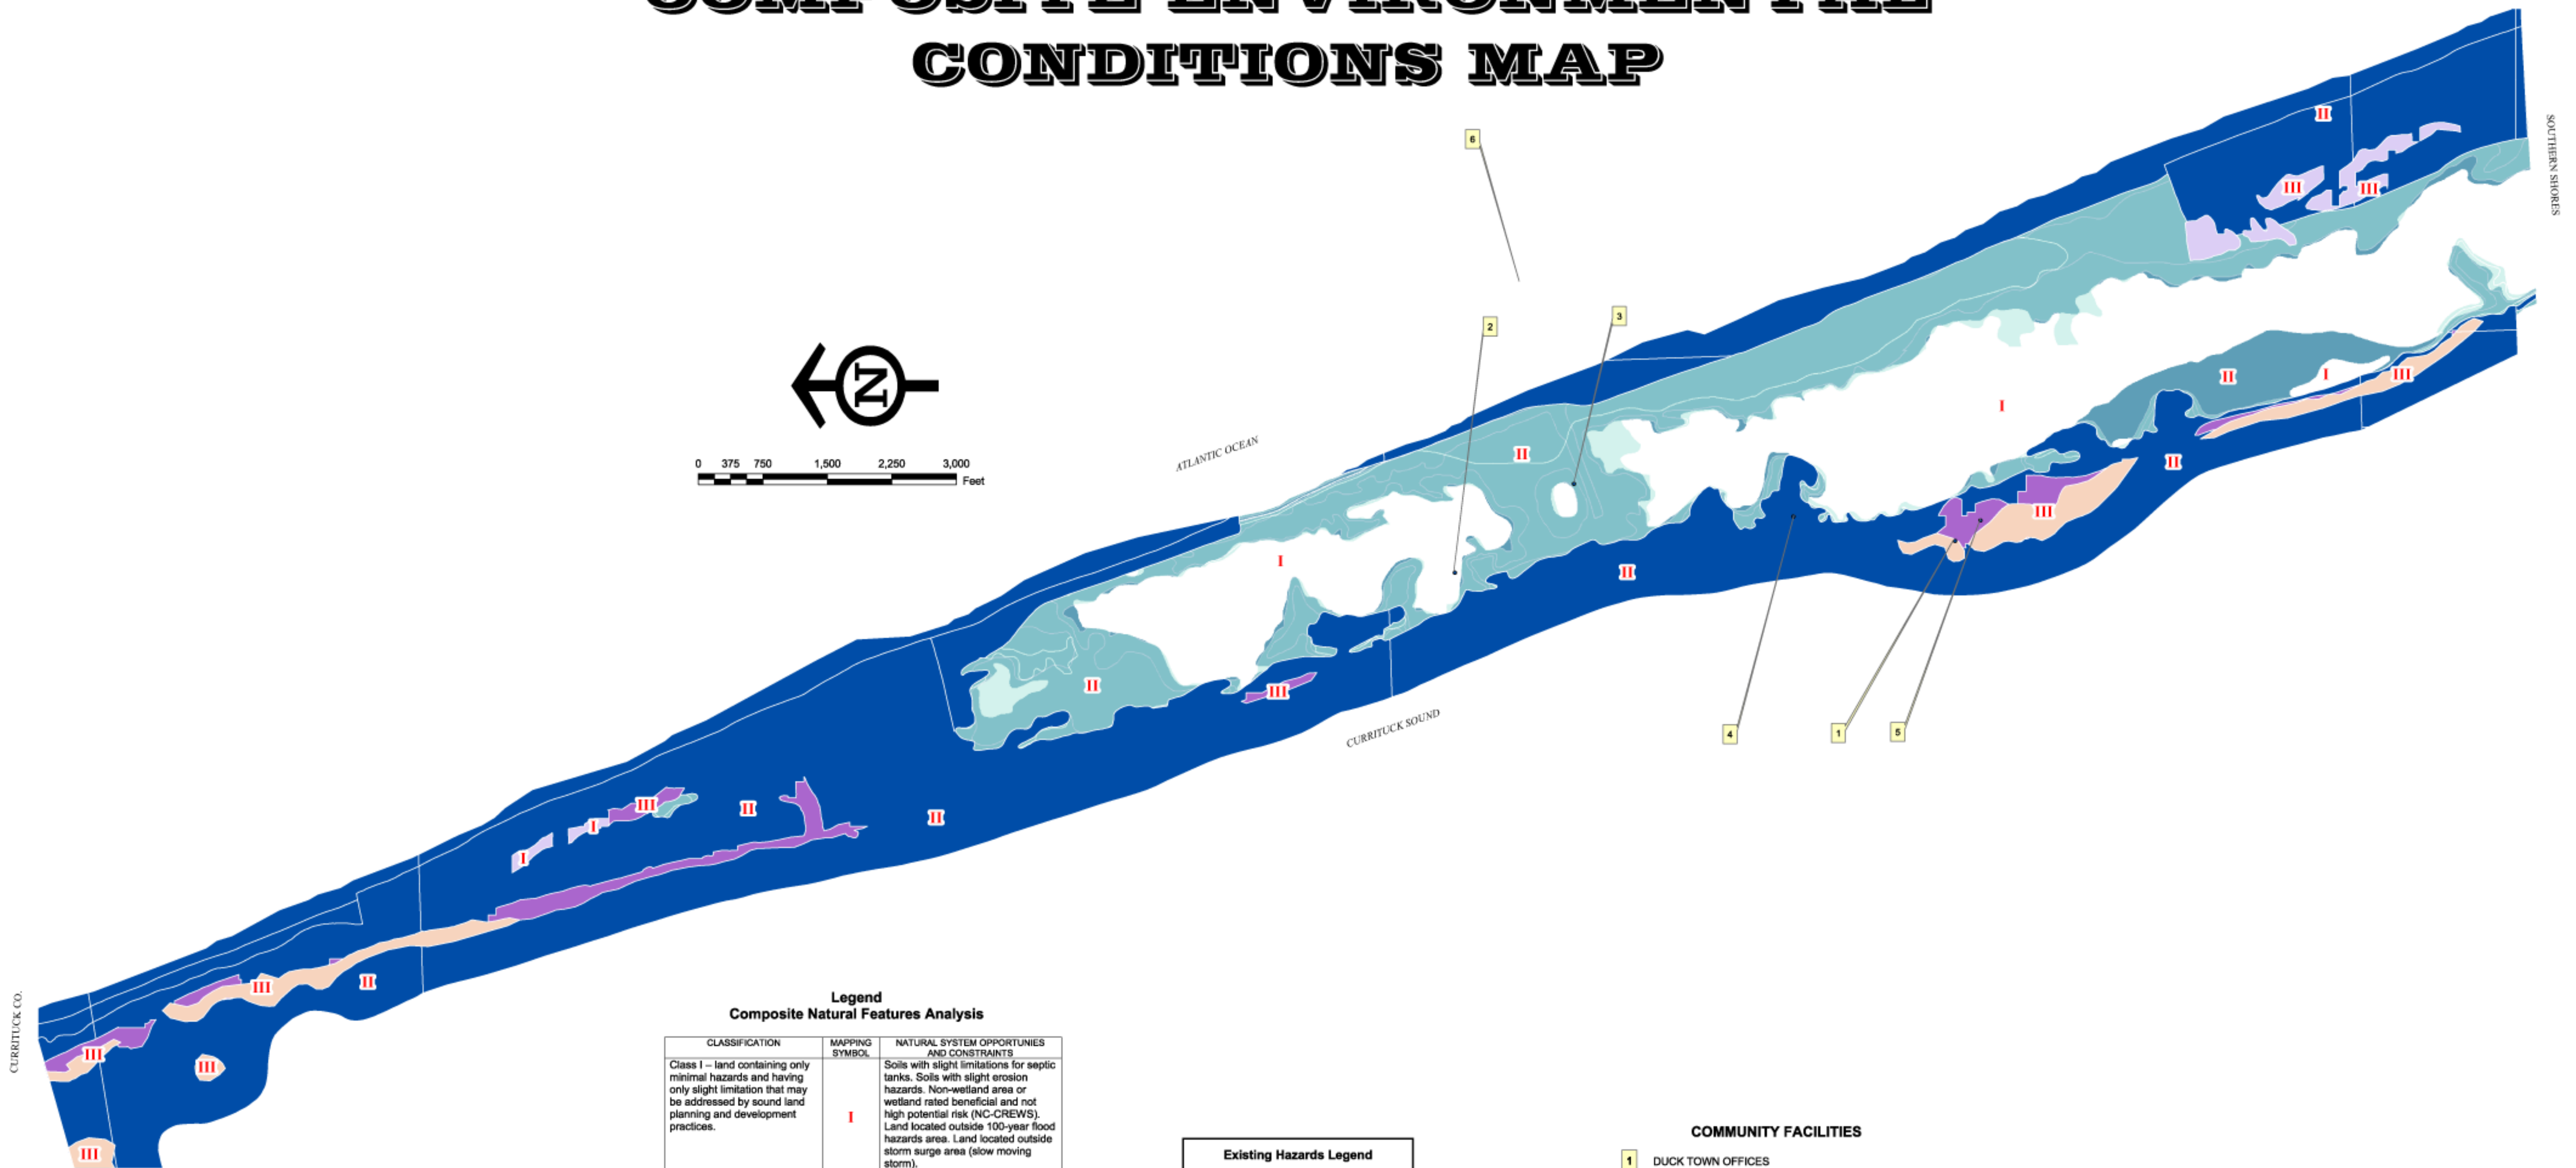 COMPOSITE ENVIRONMENTAL
CONDITIONS MAP
SOUTHERN SHORES
II
III
III
6
3
2
N
0 375 750 1,500 2,250 3,000
Feet
ATLANTIC OCEAN
II
I
III
I
II
II
III
I
II
II
III
CURRITUCK SOUND
4
1
5
III
I
I
II
II
III
II
III
III
III
CURRITUCK CO.
Legend
Composite Natural Features Analysis
CLASSIFICATION
MAPPING
SYMBOL
NATURAL SYSTEM OPPORTUNIES
AND CONSTRAINTS
Class I – land containing only
minimal hazards and having
only slight limitation that may
be addressed by sound land
planning and development
practices.
I
Soils with slight limitations for septic
tanks. Soils with slight erosion
hazards. Non-wetland area or
wetland rated beneficial and not
high potential risk (NC-CREWS).
Land located outside 100-year flood
hazards area. Land located outside
storm surge area (slow moving
storm).
Existing Hazards Legend
COMMUNITY FACILITIES
1 DUCK TOWN OFFICES